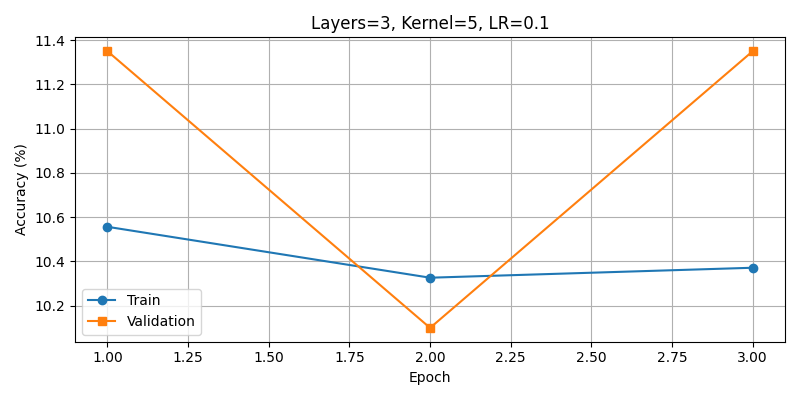 Layers=3, Kernel=5, LR=0.1
Accuracy (%)
11.4
11.2
11.0
10.8
10.6
10.4
10.2
Train
Validation
1.00 1.25 1.50 1.75 2.00 2.25 2.50 2.75 3.00
Epoch